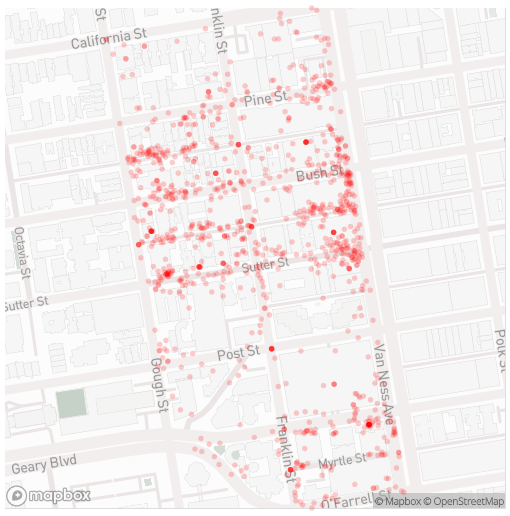 St
nklin St
California St
Pine St
Bush St
Octavia St
Sutter St
Sutter St
Post St
Gough St
Van Ness Ave
Polk St
Franklin St
Geary Blvd
Myrtle St
O'Farrell St
mapbox
© Mapbox © OpenStreetMap